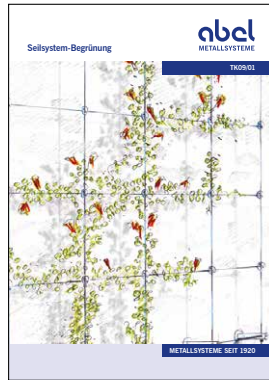 abel
METALLSYSTEME
Seilsystem-Begrünung
TK09/01
METALLSYSTEME SEIT 1920